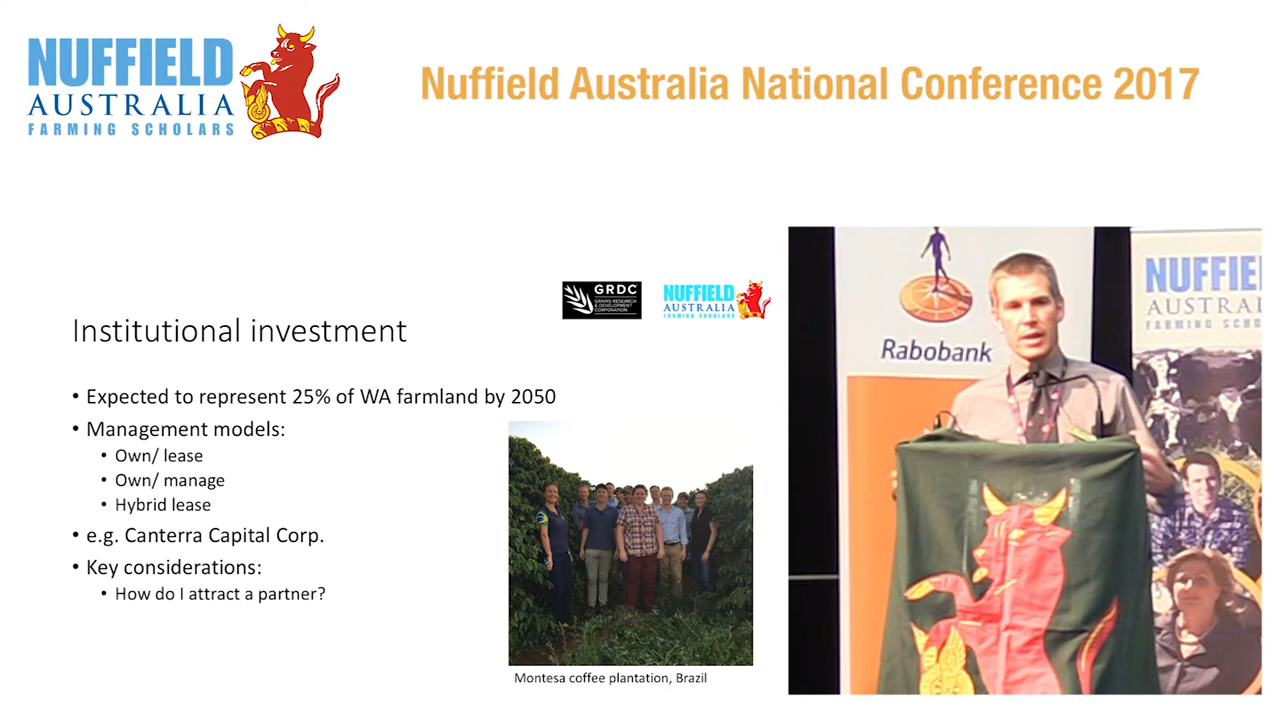 NUFFIELD
AUSTRALIA
FARMING SCHOLARS
Nuffield Australia National Conference 2017
GRDC
GRAINS RESEARCH
& DEVELOPMENT
CORPORATION
NUFFIELD
AUSTRALIA
FARMING SCHOLARS
Institutional investment
• Expected to represent 25% of WA farmland by 2050
• Management models:
• Own/ lease
• Own/ manage
• Hybrid lease
• e.g. Canterra Capital Corp.
• Key considerations:
• How do I attract a partner?
Montesa coffee plantation, Brazil
Rabobank
NUFFIEL
AUSTRAL
FARMING SCHO